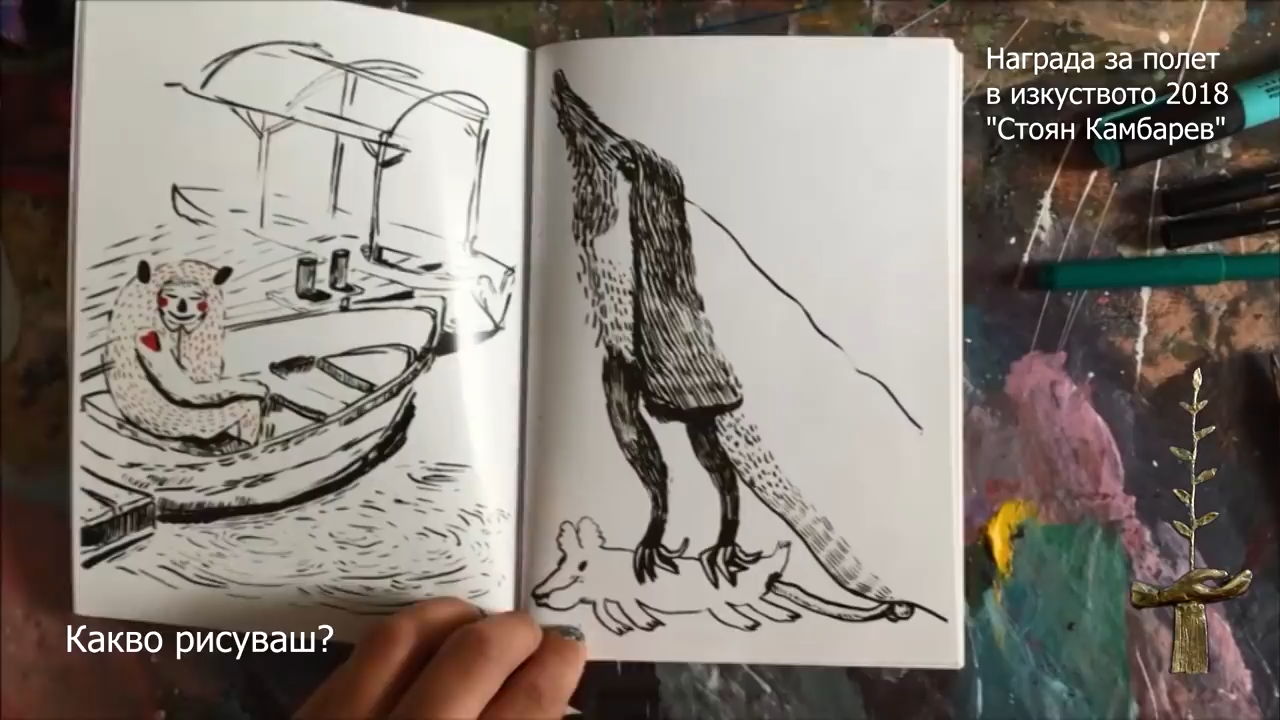 Награда за полет
в изкуството 2018
"Стоян Камбарев"
Какво рисуваш?